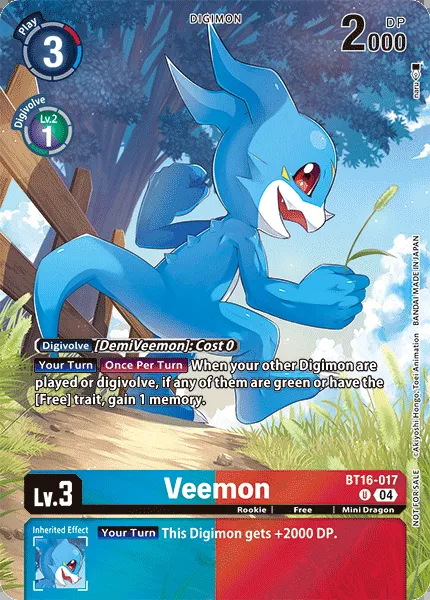 Play
3
DIGIMON
DP
2000
Digivolve
Lv.2
1
naru
Digivolve [DemiVeemon]: Cost 0
Your Turn Once Per Turn When your other Digimon are
played or digivolve, if any of them are green or have the
[Free] trait, gain 1 memory.
©Akiyoshi Hongo, Toei Animation BANDAI MADE IN JAPAN
NOT FOR SALE
Lv.3
Veemon
BT16-017
U 04
Rookie | Free | Mini Dragon
Inherited Effect
Your Turn This Digimon gets +2000 DP.